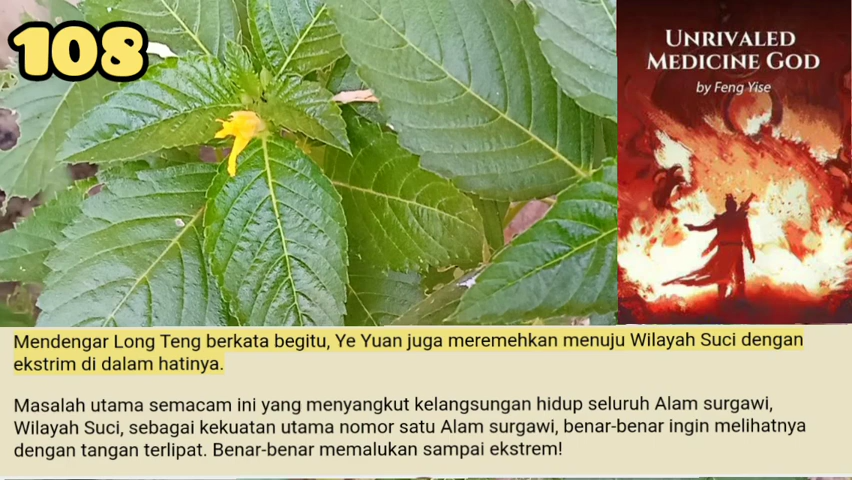 108
UNRIVALED
MEDICINE GOD
by Feng Yise
Mendengar Long Teng berkata begitu, Ye Yuan juga meremehkan menuju Wilayah Suci dengan
ekstrim di dalam hatinya.
Masalah utama semacam ini yang menyangkut kelangsungan hidup seluruh Alam surgawi,
Wilayah Suci, sebagai kekuatan utama nomor satu Alam surgawi, benar-benar ingin melihatnya
dengan tangan terlipat. Benar-benar memalukan sampai ekstrem!